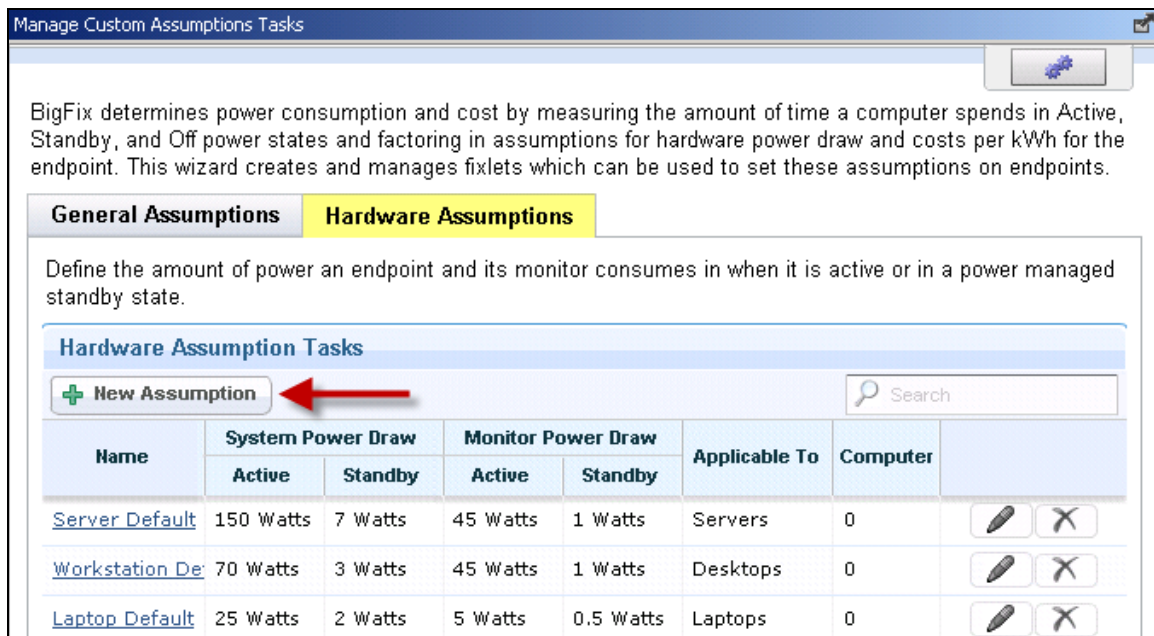 Manage Custom Assumptions Tasks
BigFix determines power consumption and cost by measuring the amount of time a computer spends in Active,
Standby, and Off power states and factoring in assumptions for hardware power draw and costs per kWh for the
endpoint. This wizard creates and manages fixlets which can be used to set these assumptions on endpoints.
General Assumptions Hardware Assumptions
Define the amount of power an endpoint and its monitor consumes in when it is active or in a power managed
standby state.
Hardware Assumption Tasks
New Assumption Search
Name System Power Draw Monitor Power Draw Applicable To Computer
Active Standby Active Standby
Server Default 150 Watts 7 Watts 45 Watts 1 Watts Servers 0
Workstation De 70 Watts 3 Watts 45 Watts 1 Watts Desktops 0
Laptop Default 25 Watts 2 Watts 5 Watts 0.5 Watts Laptops 0